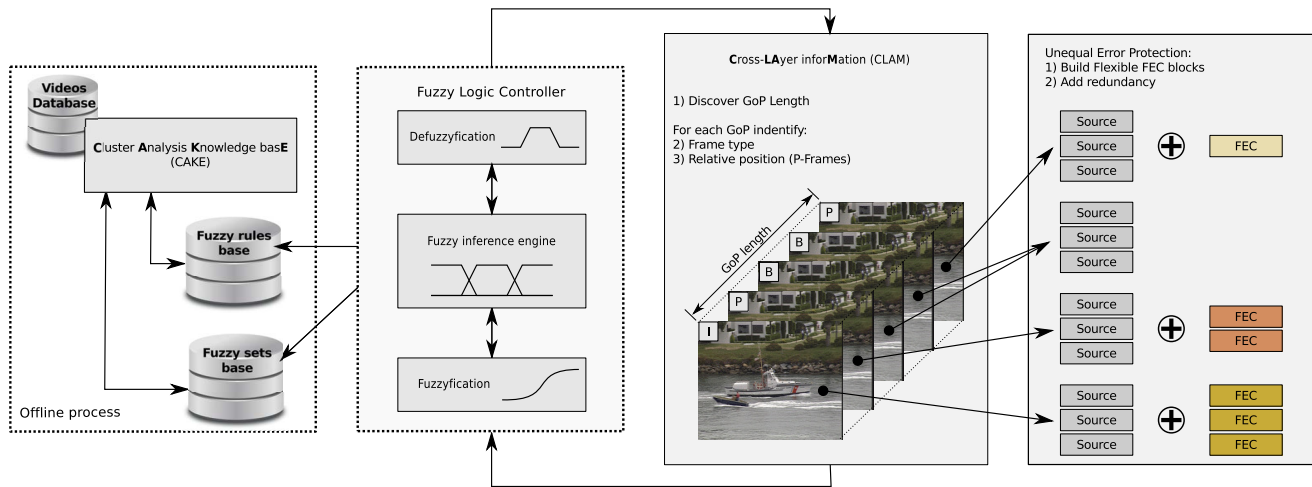 Videos
Database
Cluster Analysis Knowledge basE
(CAKE)
Fuzzy rules
base
Fuzzy sets
base
Offline process
Fuzzy Logic Controller
Defuzzyfication
Fuzzy inference engine
Fuzzyfication
Cross-LAyer inforMation (CLAM)
1) Discover GoP Length
For each GoP indentify:
2) Frame type
3) Relative position (P-Frames)
GoP length
P
B
B
P
I
Unequal Error Protection:
1) Build Flexible FEC blocks
2) Add redundancy
Source
Source
Source
FEC
Source
Source
Source
Source
Source
Source
FEC
FEC
Source
Source
Source
FEC
FEC
FEC